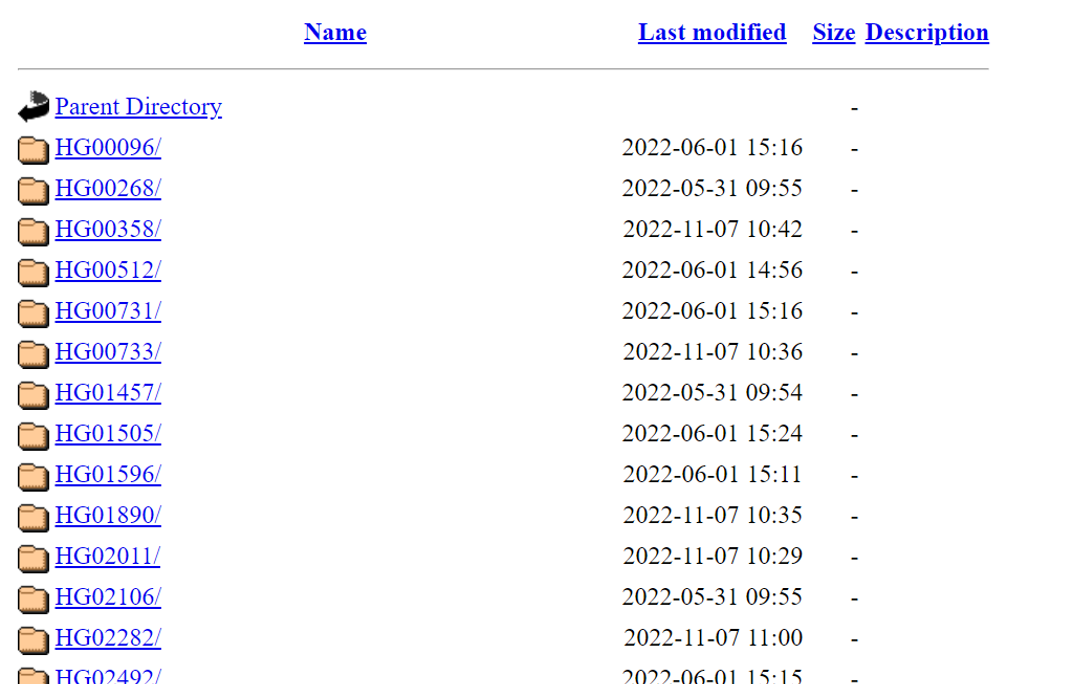 Name Last modified Size Description
Parent Directory -
HG00096/ 2022-06-01 15:16 -
HG00268/ 2022-05-31 09:55 -
HG00358/ 2022-11-07 10:42 -
HG00512/ 2022-06-01 14:56 -
HG00731/ 2022-06-01 15:16 -
HG00733/ 2022-11-07 10:36 -
HG01457/ 2022-05-31 09:54 -
HG01505/ 2022-06-01 15:24 -
HG01596/ 2022-06-01 15:11 -
HG01890/ 2022-11-07 10:35 -
HG02011/ 2022-11-07 10:29 -
HG02106/ 2022-05-31 09:55 -
HG02282/ 2022-11-07 11:00 -
HG02492/ 2022-06-01 15:15 -